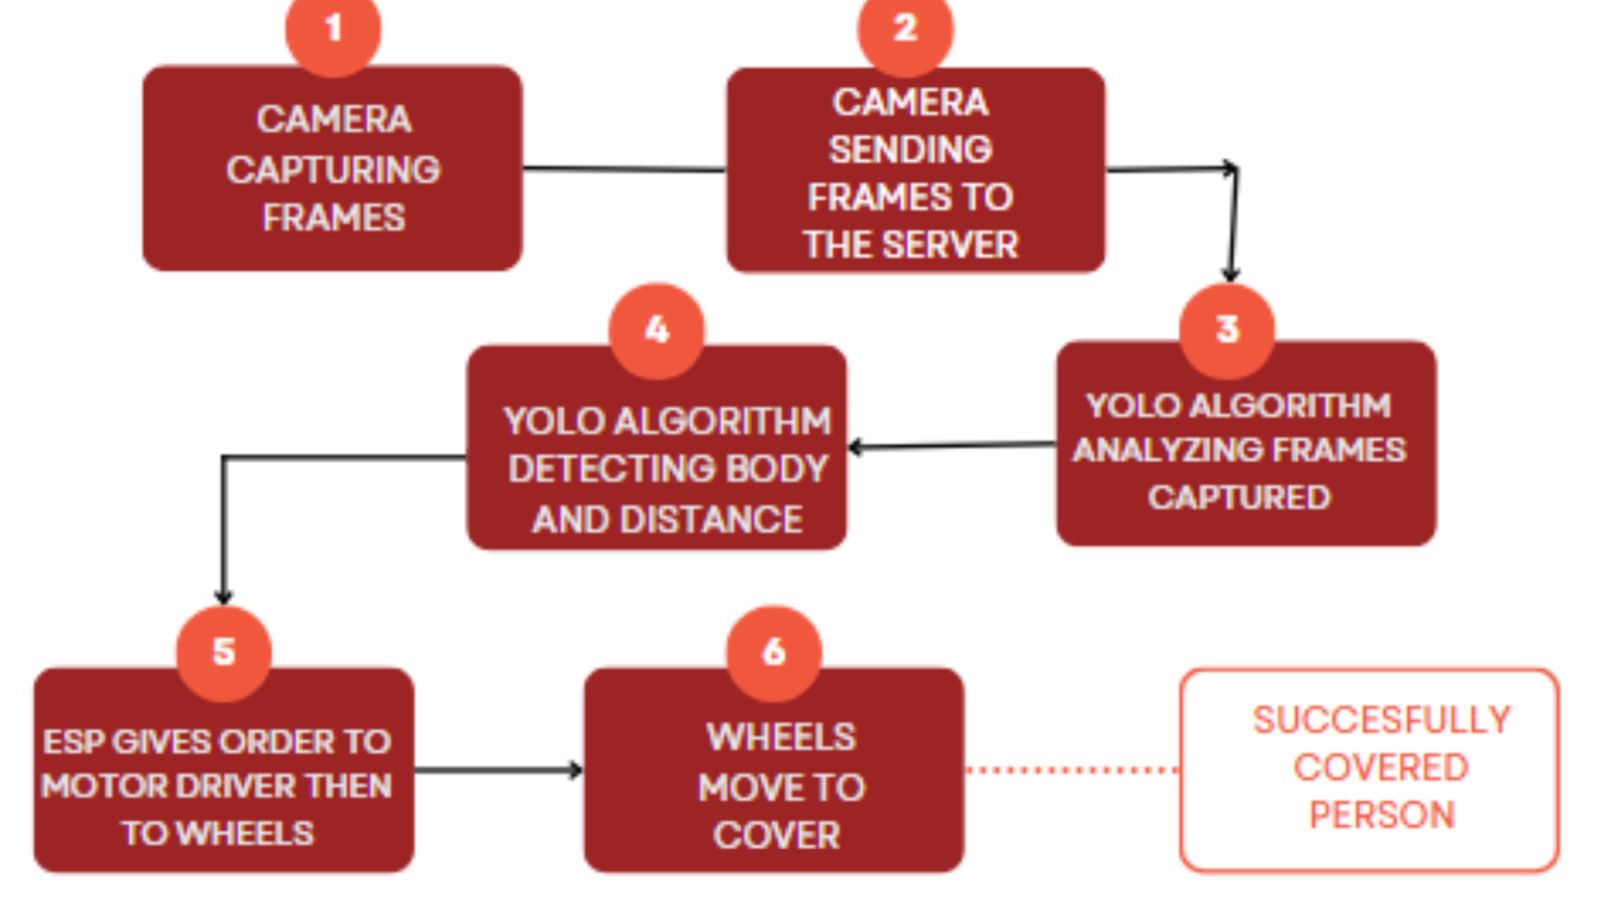 1
CAMERA
CAPTURING
FRAMES
2
CAMERA
SENDING
FRAMES TO
THE SERVER
3
YOLO ALGORITHM
ANALYZING FRAMES
CAPTURED
4
YOLO ALGORITHM
DETECTING BODY
AND DISTANCE
5
ESP GIVES ORDER TO
MOTOR DRIVER THEN
TO WHEELS
6
WHEELS
MOVE TO
COVER
SUCCESFULLY
COVERED
PERSON